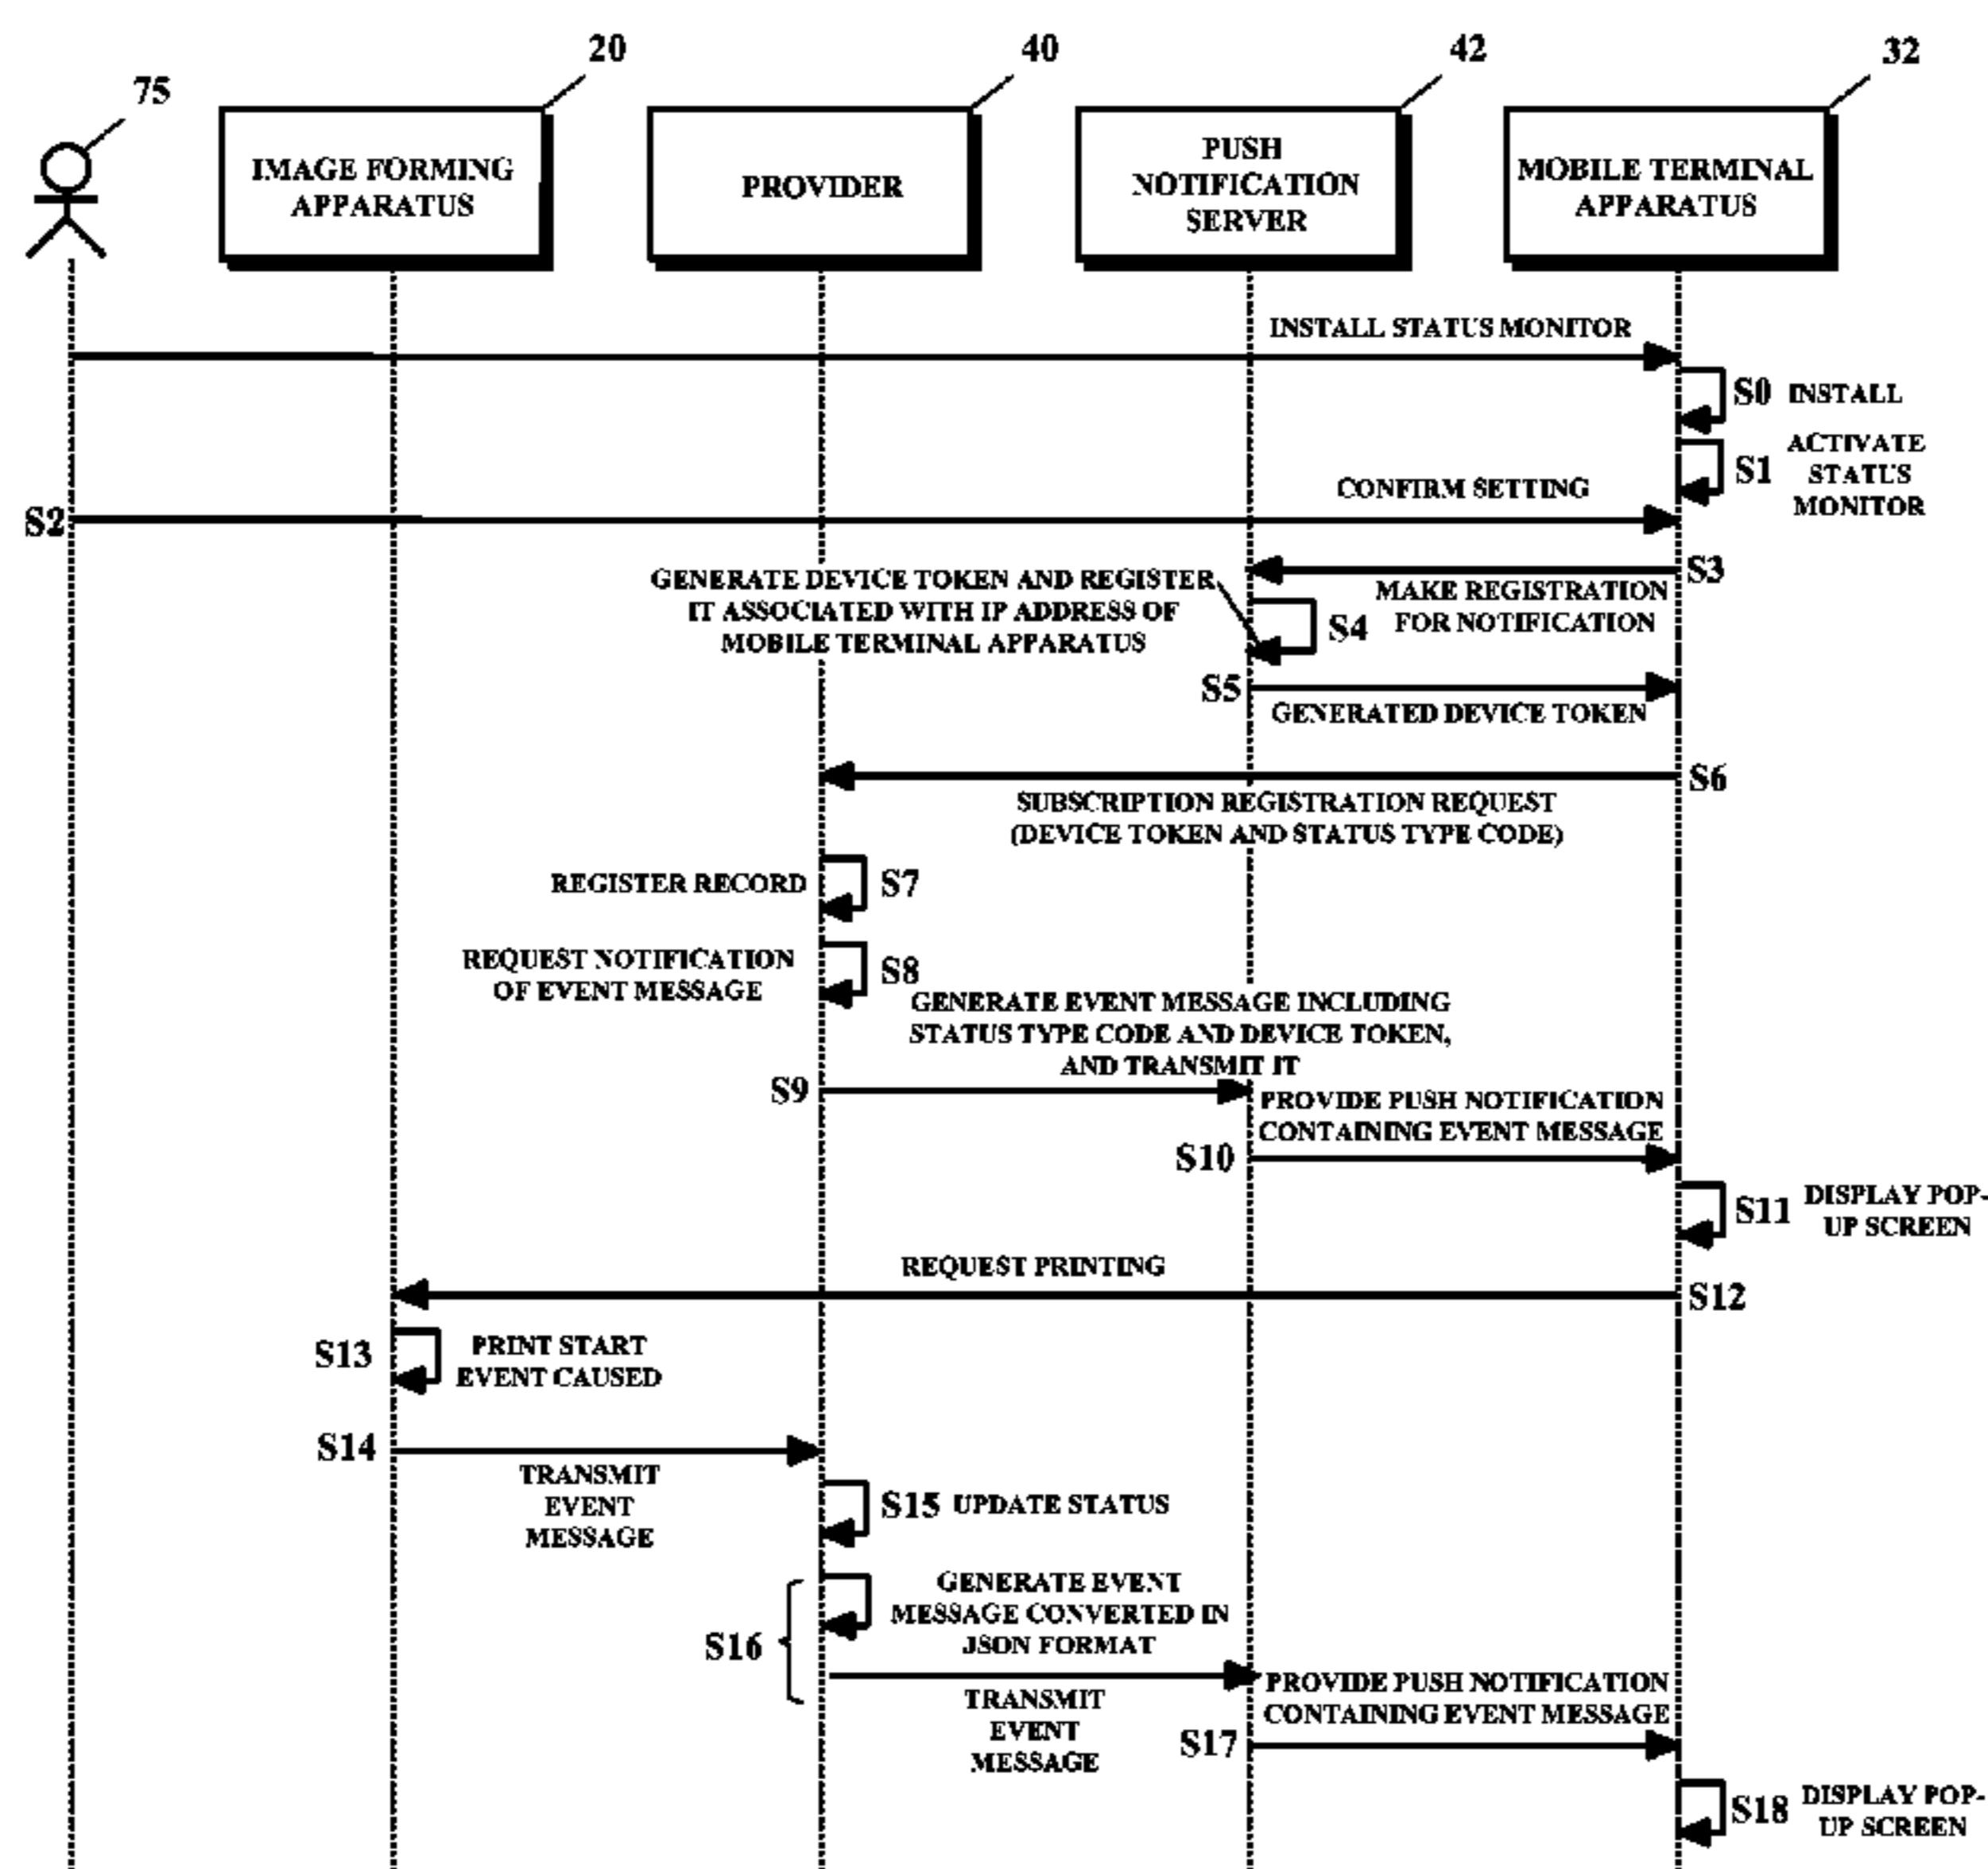 75
20
40
42
32
IMAGE FORMING
APPARATUS
PROVIDER
PUSH
NOTIFICATION
SERVER
MOBILE TERMINAL
APPARATUS
INSTALL STATUS MONITOR
S0 INSTALL
S1
ACTIVATE
STATUS
MONITOR
S2
CONFIRM SETTING
S3
MAKE REGISTRATION
FOR NOTIFICATION
GENERATE DEVICE TOKEN AND REGISTER
IT ASSOCIATED WITH IP ADDRESS OF
MOBILE TERMINAL APPARATUS
S4
S5
GENERATED DEVICE TOKEN
S6
SUBSCRIPTION REGISTRATION REQUEST
(DEVICE TOKEN AND STATUS TYPE CODE)
REGISTER RECORD
S7
REQUEST NOTIFICATION
OF EVENT MESSAGE
S8
GENERATE EVENT MESSAGE INCLUDING
STATUS TYPE CODE AND DEVICE TOKEN,
AND TRANSMIT IT
S9
PROVIDE PUSH NOTIFICATION
CONTAINING EVENT MESSAGE
S10
S11
DISPLAY POP-
UP SCREEN
REQUEST PRINTING
S12
S13
PRINT START
EVENT CAUSED
S14
TRANSMIT
EVENT
MESSAGE
S15 UPDATE STATUS
S16
GENERATE EVENT
MESSAGE CONVERTED IN
JSON FORMAT
TRANSMIT
EVENT
MESSAGE
PROVIDE PUSH NOTIFICATION
CONTAINING EVENT MESSAGE
S17
S18
DISPLAY POP-
UP SCREEN